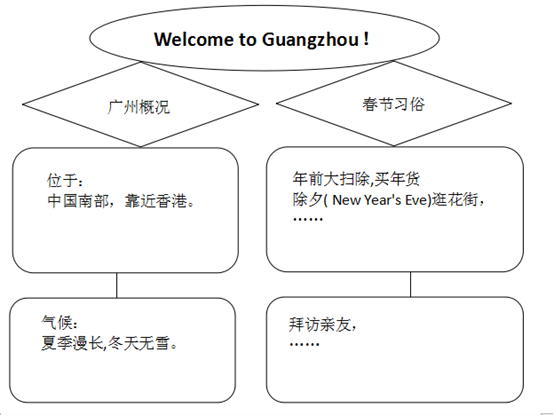 Welcome to Guangzhou！
广州概况
春节习俗
位于：
中国南部，靠近香港。
年前大扫除,买年货
除夕( New Year's Eve)逛花街，
……
气候：
夏季漫长,冬天无雪。
拜访亲友，
……